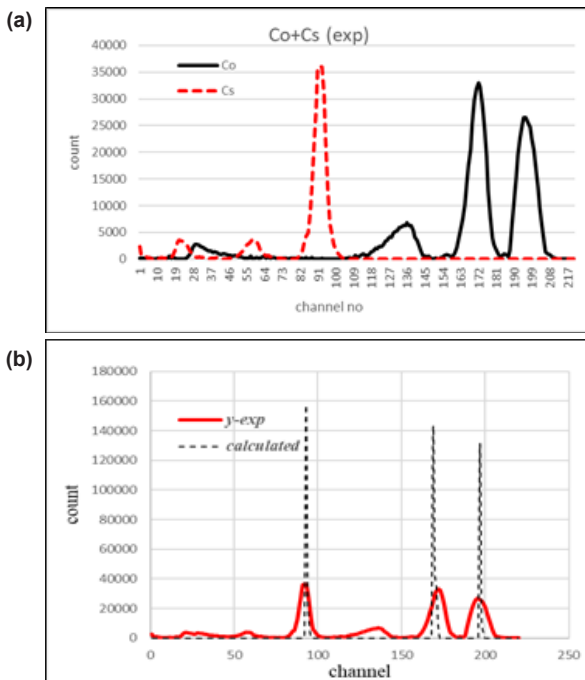 (a)
Co+Cs (exp)
40000
35000
30000
25000
20000
15000
10000
5000
0
count
Co
Cs
1 10 19 28 37 46 55 64 73 82 91 100 109 118 127 136 145 154 163 172 181 190 199 208 217
channel no
(b)
180000
160000
140000
120000
100000
80000
60000
40000
20000
0
count
y-exp
calculated
0 50 100 150 200 250
channel